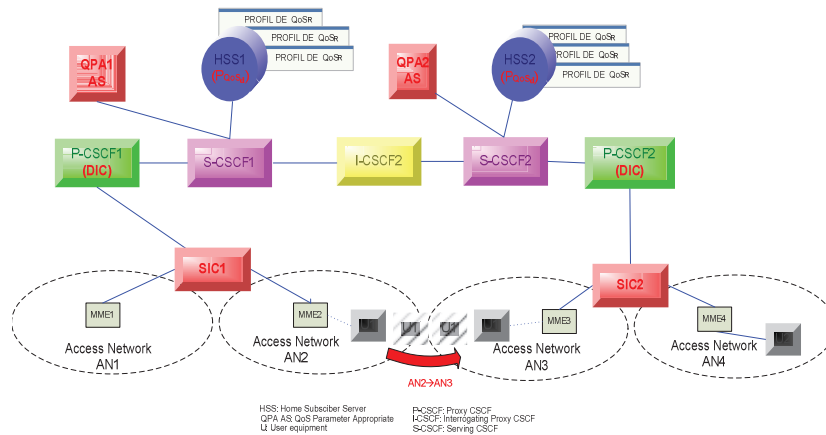 PROFIL DE QoSR
PROFIL DE QoSR
PROFIL DE QoSR
PROFIL DE QoSR
PROFIL DE QoSR
PROFIL DE QoSR
QPA1
AS
HSS1
QPA2
AS
HSS2
P-CSCF1
(DIC)
S-CSCF1
I-CSCF2
S-CSCF2
P-CSCF2
(DIC)
SIC1
SIC2
MME1
MME2
U1
U1
MME3
MME4
Access Network
AN1
Access Network
AN2
Access Network
AN3
Access Network
AN4
AN2→AN3
HSS: Home Subsciber Server
QPA AS: QoS Parameter Appropriate
U: User equipment
P-CSCF: Proxy CSCF
I-CSCF: Interrogating Proxy CSCF
S-CSCF: Serving CSCF